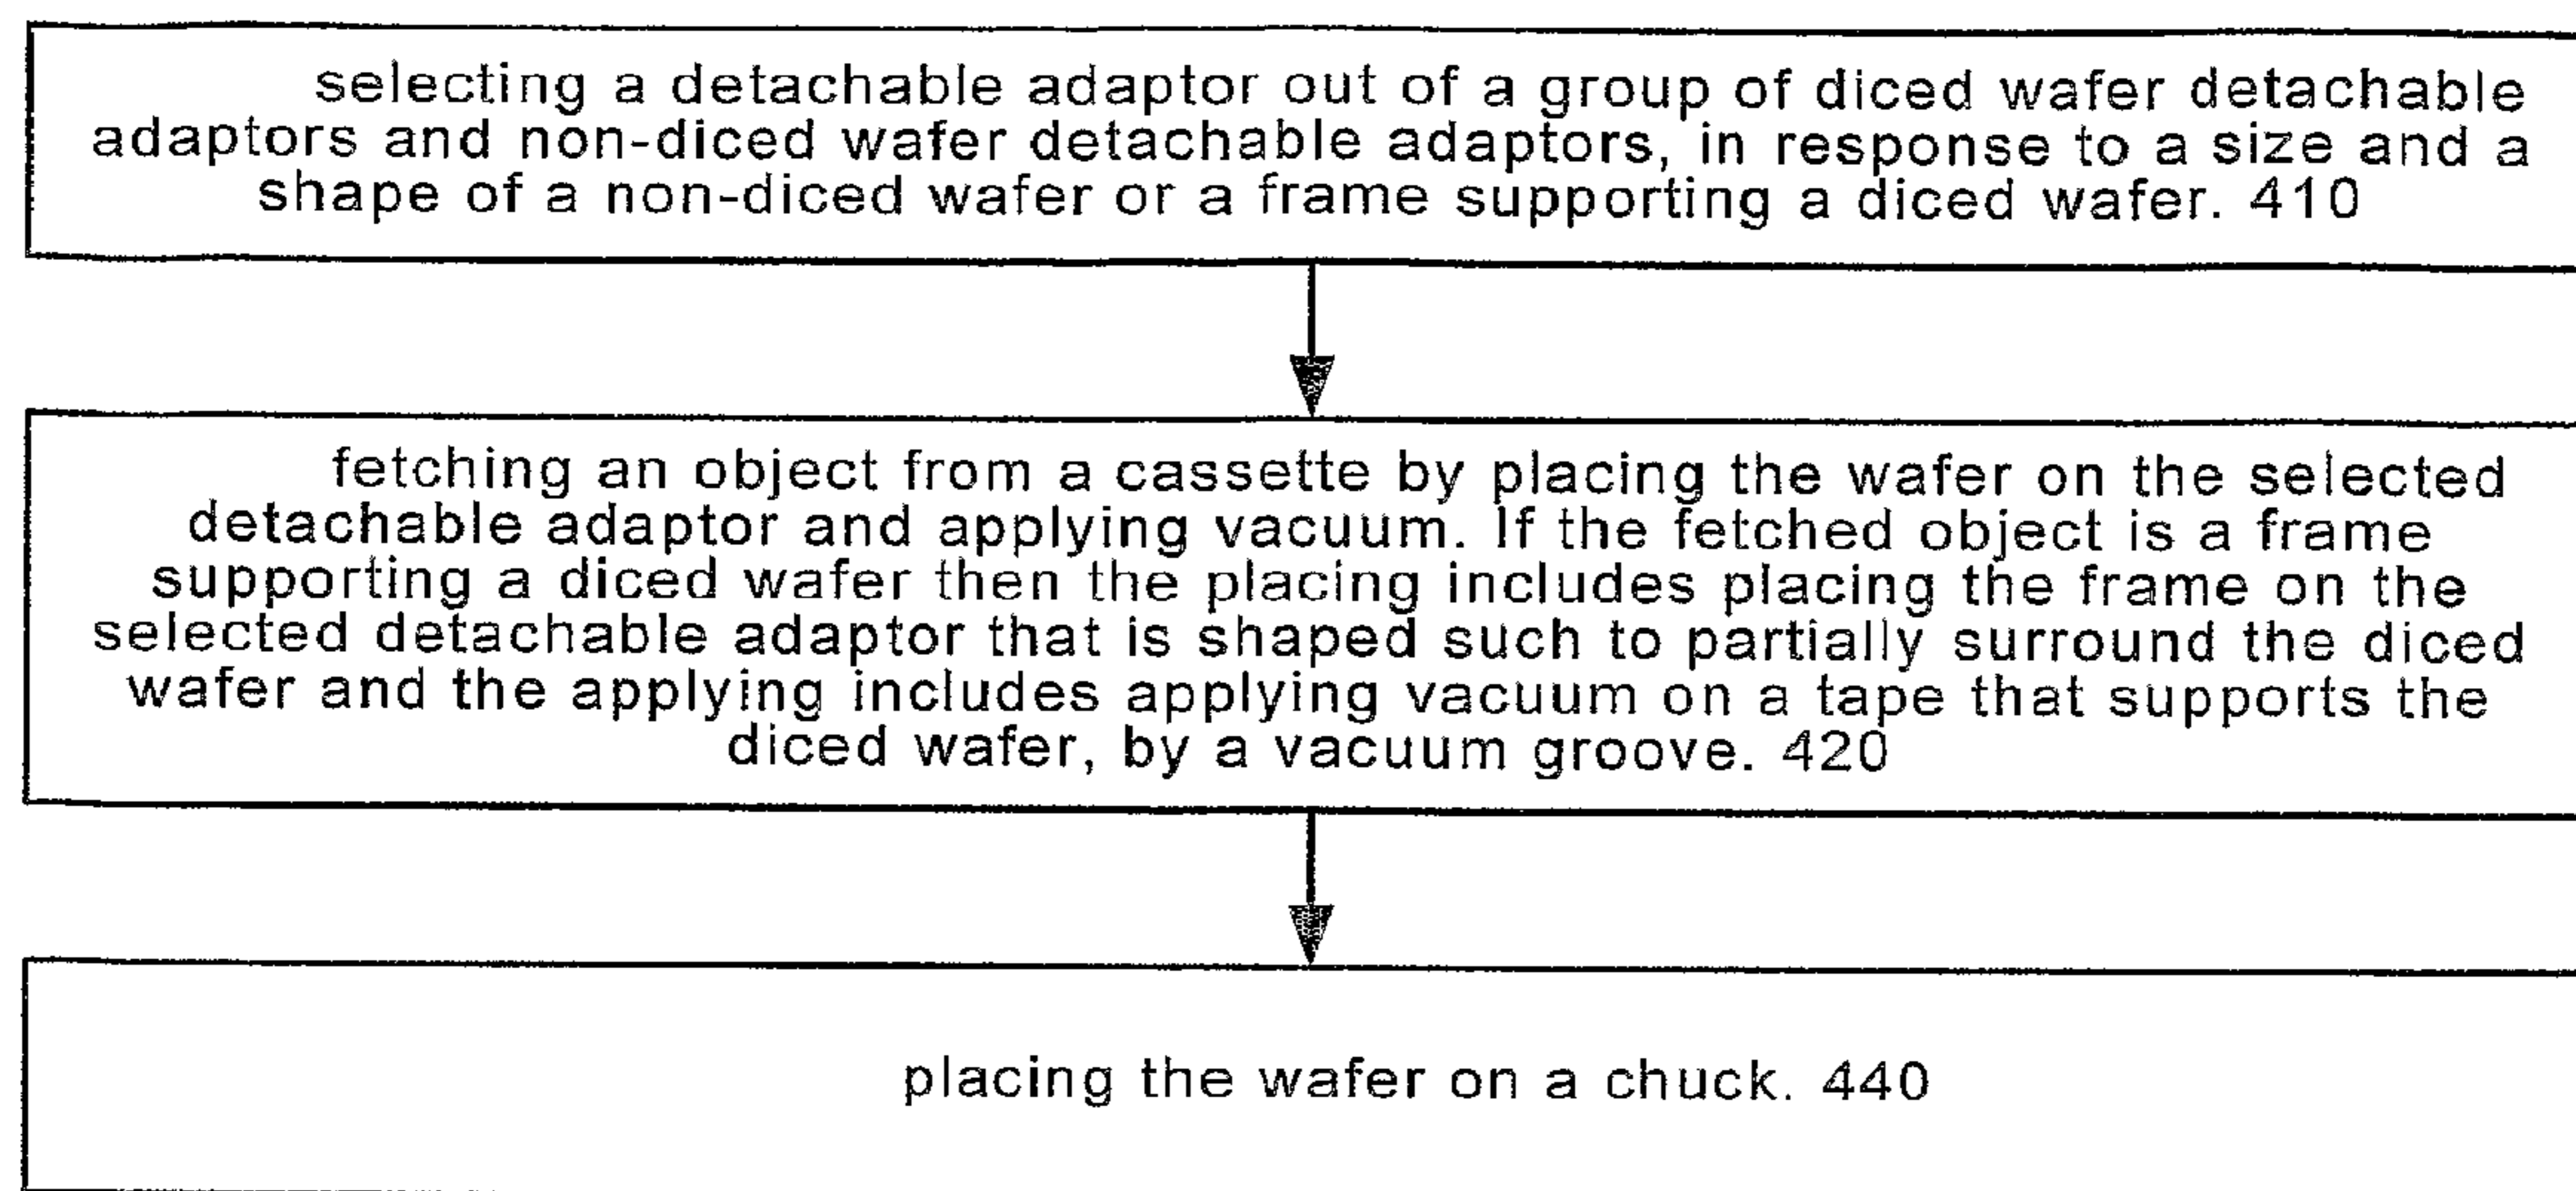 selecting a detachable adaptor out of a group of diced wafer detachable
adaptors and non-diced wafer detachable adaptors, in response to a size and a
shape of a non-diced wafer or a frame supporting a diced wafer. 410
fetching an object from a cassette by placing the wafer on the selected
detachable adaptor and applying vacuum. If the fetched object is a frame
supporting a diced wafer then the placing includes placing the frame on the
selected detachable adaptor that is shaped such to partially surround the diced
wafer and the applying includes applying vacuum on a tape that supports the
diced wafer, by a vacuum groove. 420
placing the wafer on a chuck. 440